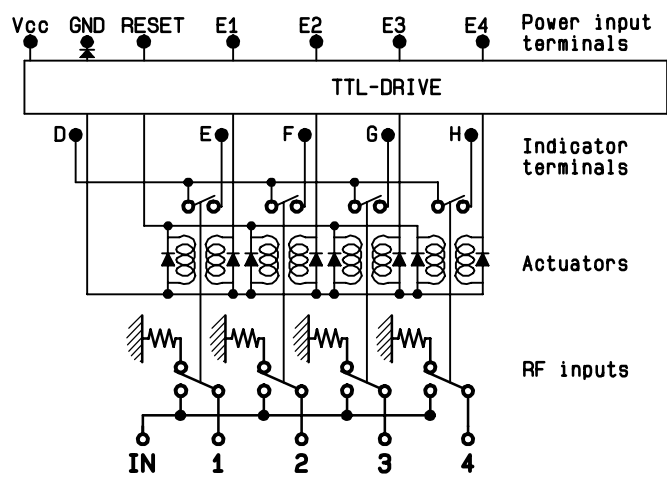 Vcc GND RESET E1 E2 E3 E4 Power input
terminals
TTL-DRIVE
D E F G H Indicator
terminals
Actuators
RF inputs
IN 1 2 3 4